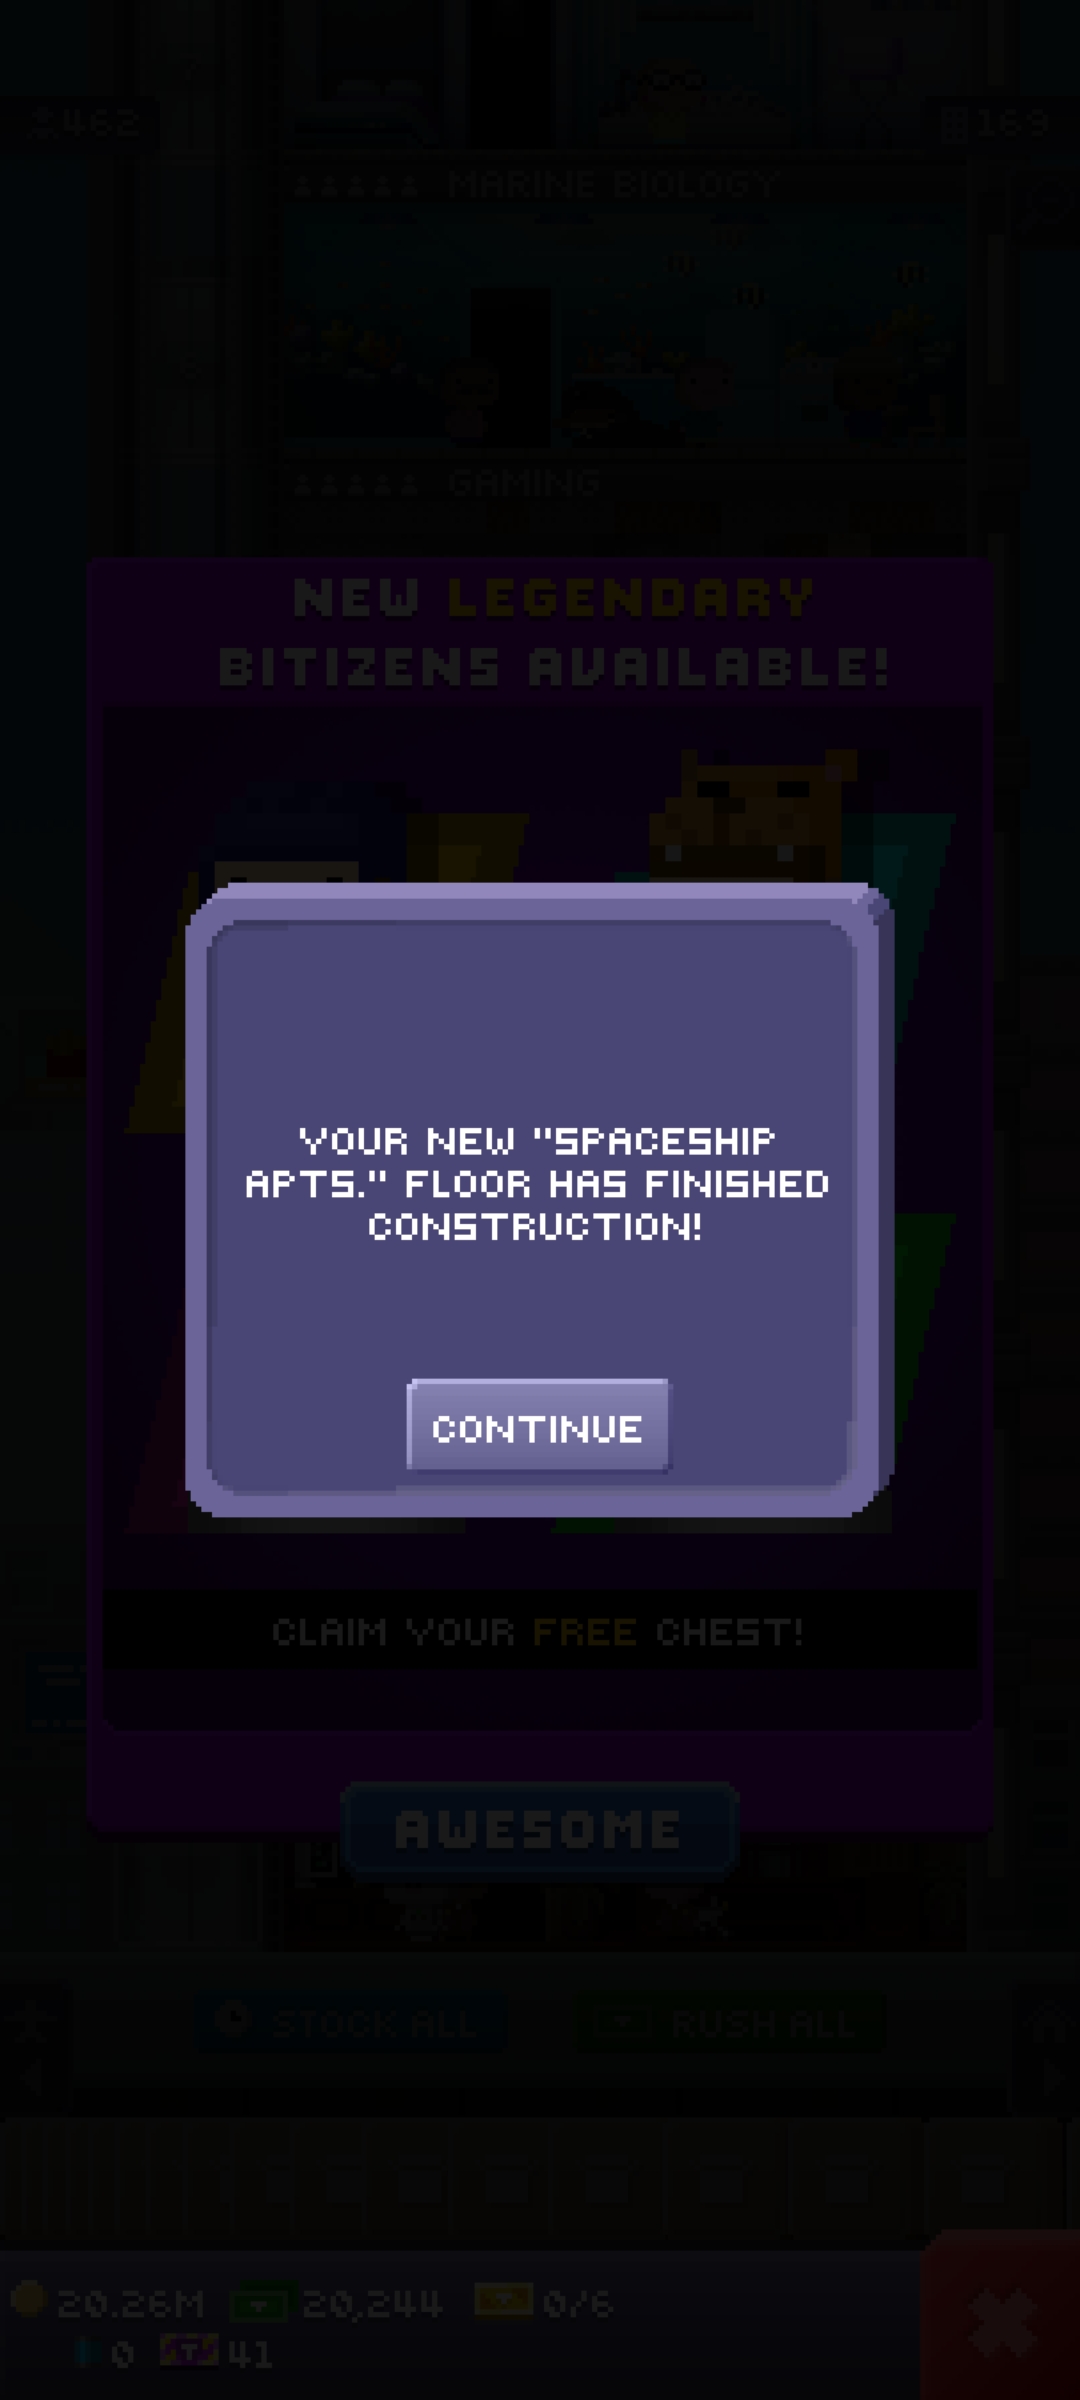 462
169
MARINE BIOLOGY
GAMING
NEW LEGENDARY
BITIZENS AVAILABLE!
YOUR NEW "SPACESHIP
APTS." FLOOR HAS FINISHED
CONSTRUCTION!
CONTINUE
CLAIM YOUR FREE CHEST!
AWESOME
STOCK ALL
RUSH ALL
20.26M 20,244 0/6
0 41